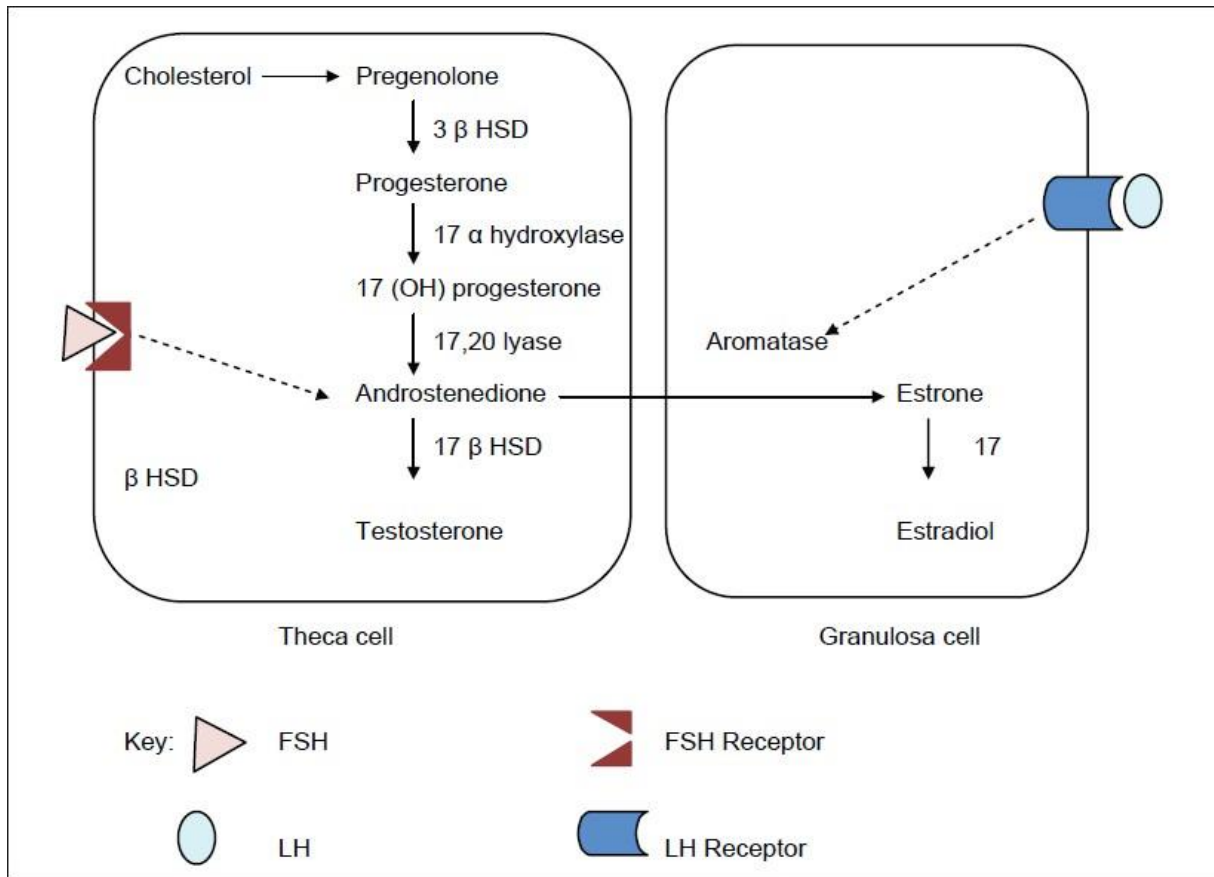 Cholesterol
Pregenolone
3 β HSD
Progesterone
17 α hydroxylase
17 (OH) progesterone
17,20 lyase
Aromatase
Androstenedione
Estrone
17 β HSD
17
β HSD
Testosterone
Estradiol
Theca cell
Granulosa cell
Key:
FSH
FSH Receptor
LH
LH Receptor